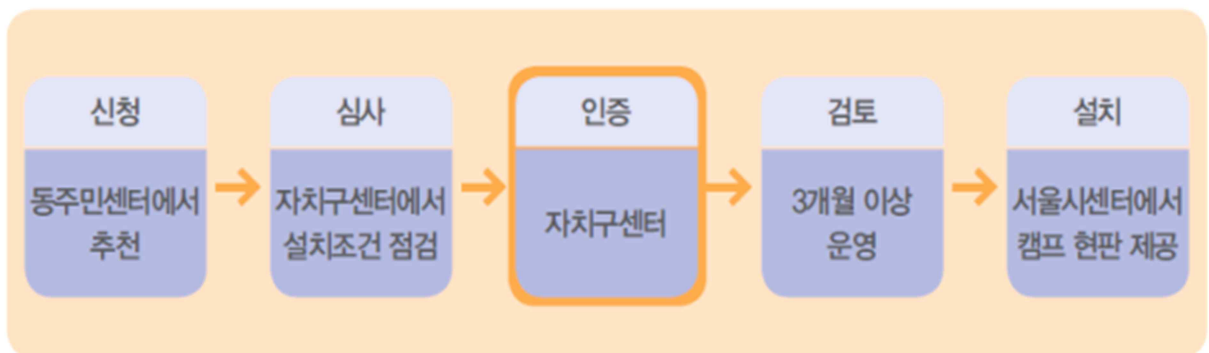 신청
동주민센터에서
추천
심사
자치구센터에서
설치조건 점검
인증
자치구센터
검토
3개월 이상
운영
설치
서울시센터에서
캠프 현판 제공